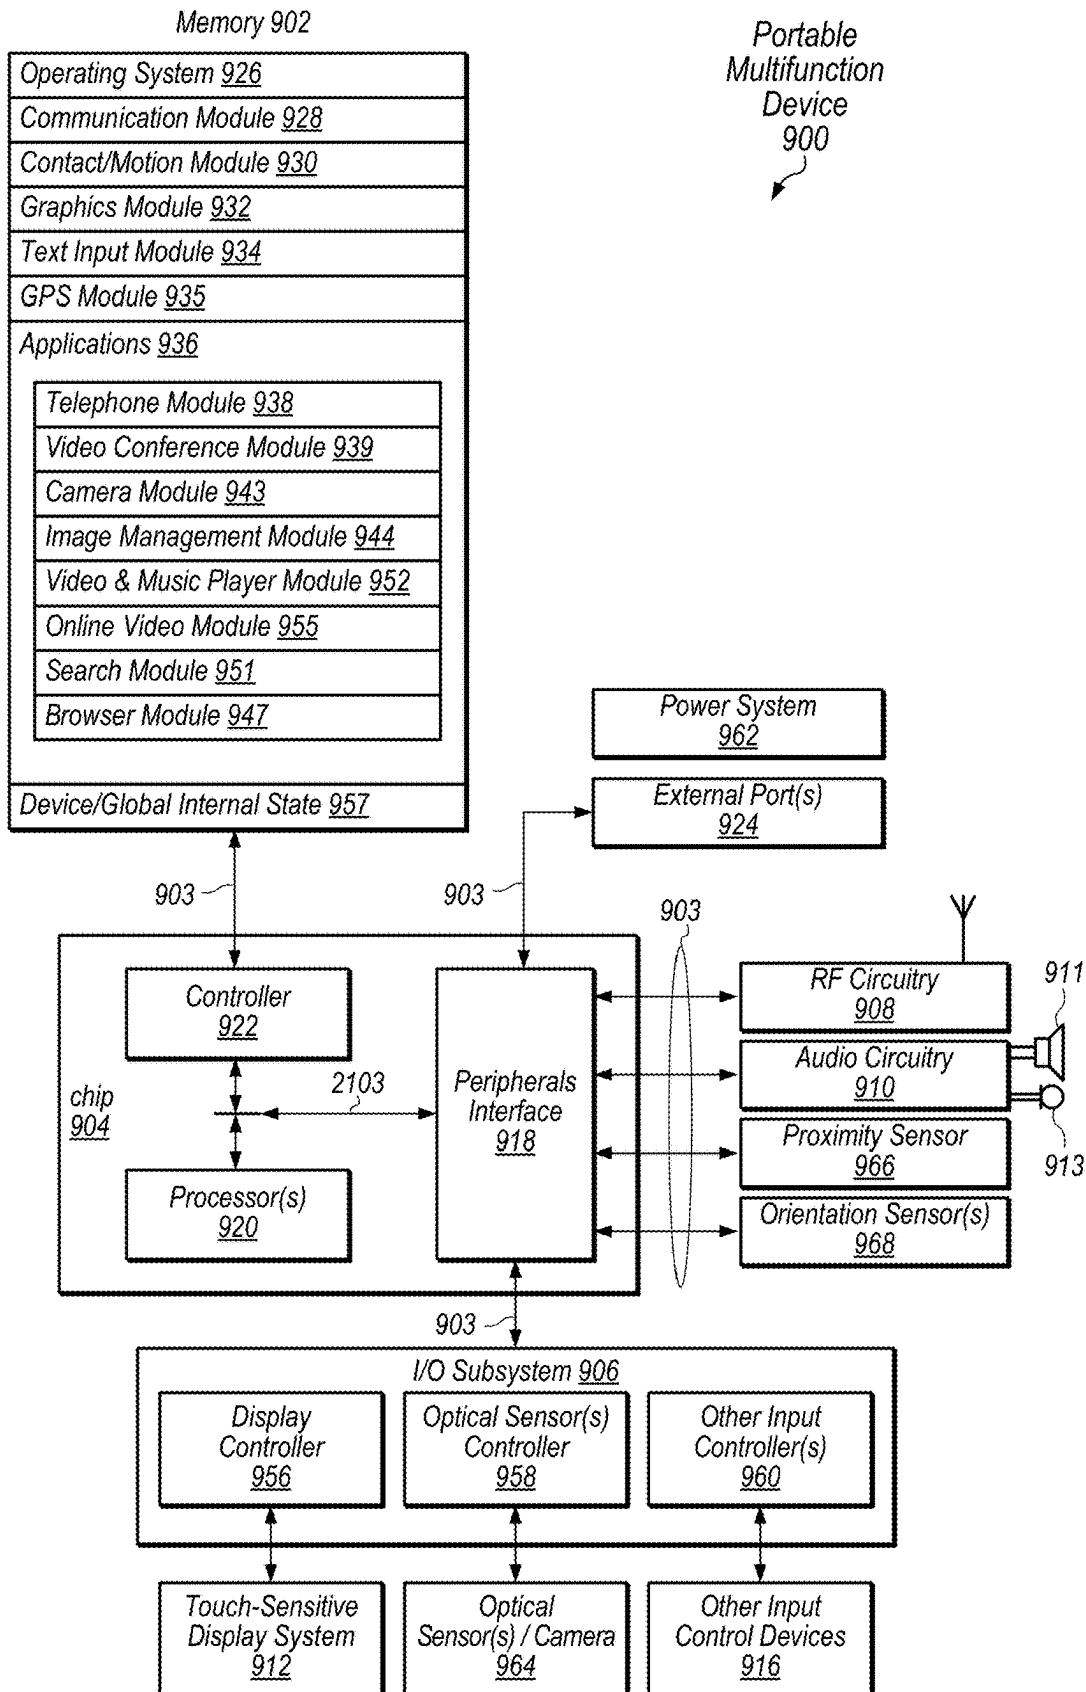 Memory 902
Portable
Multifunction
Device
900
Operating System 926
Communication Module 928
Contact/Motion Module 930
Graphics Module 932
Text Input Module 934
GPS Module 935
Applications 936
Telephone Module 938
Video Conference Module 939
Camera Module 943
Image Management Module 944
Video & Music Player Module 952
Online Video Module 955
Search Module 951
Browser Module 947
Device/Global Internal State 957
Power System
962
External Port(s)
924
903
903
903
chip
904
Controller
922
2103
Processor(s)
920
Peripherals
Interface
918
RF Circuitry
908
911
Audio Circuitry
910
913
Proximity Sensor
966
Orientation Sensor(s)
968
903
I/O Subsystem 906
Display
Controller
956
Optical Sensor(s)
Controller
958
Other Input
Controller(s)
960
Touch-Sensitive
Display System
912
Optical
Sensor(s) / Camera
964
Other Input
Control Devices
916